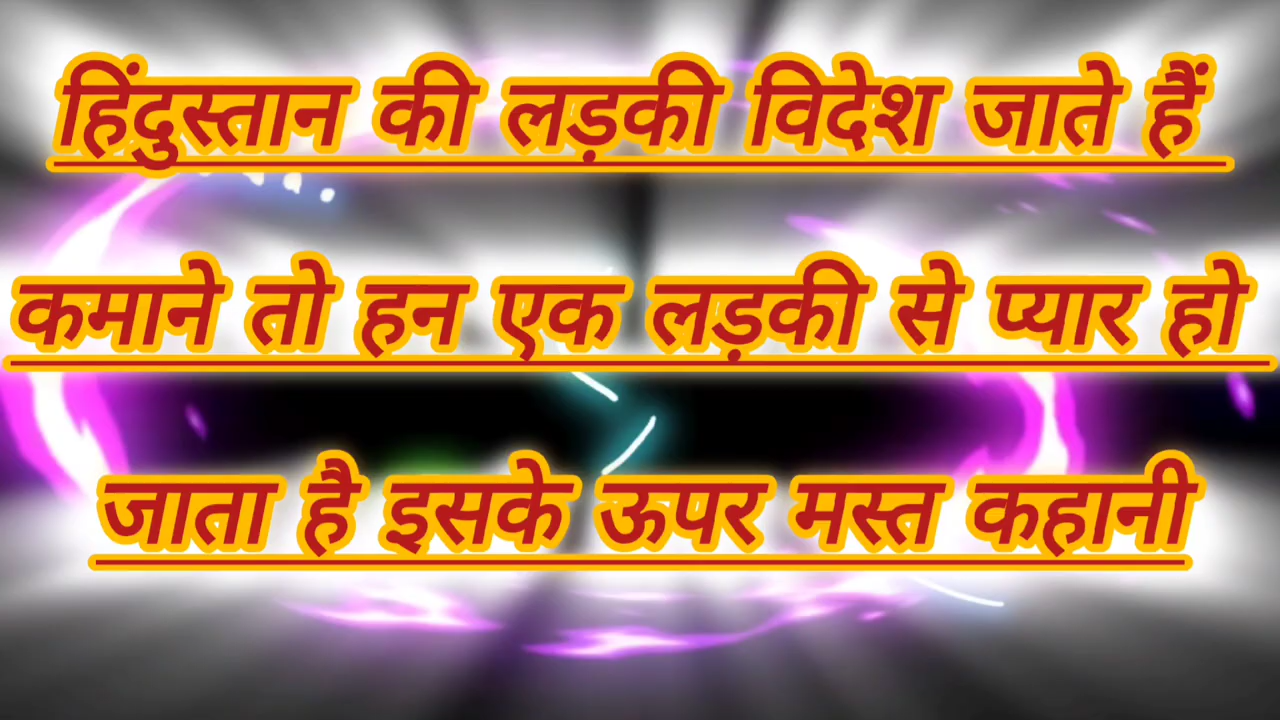 हिंदुस्तान की लड़की विदेश जाते हैं
कमाने तो हन एक लड़की से प्यार हो
जाता है इसके ऊपर मस्त कहानी